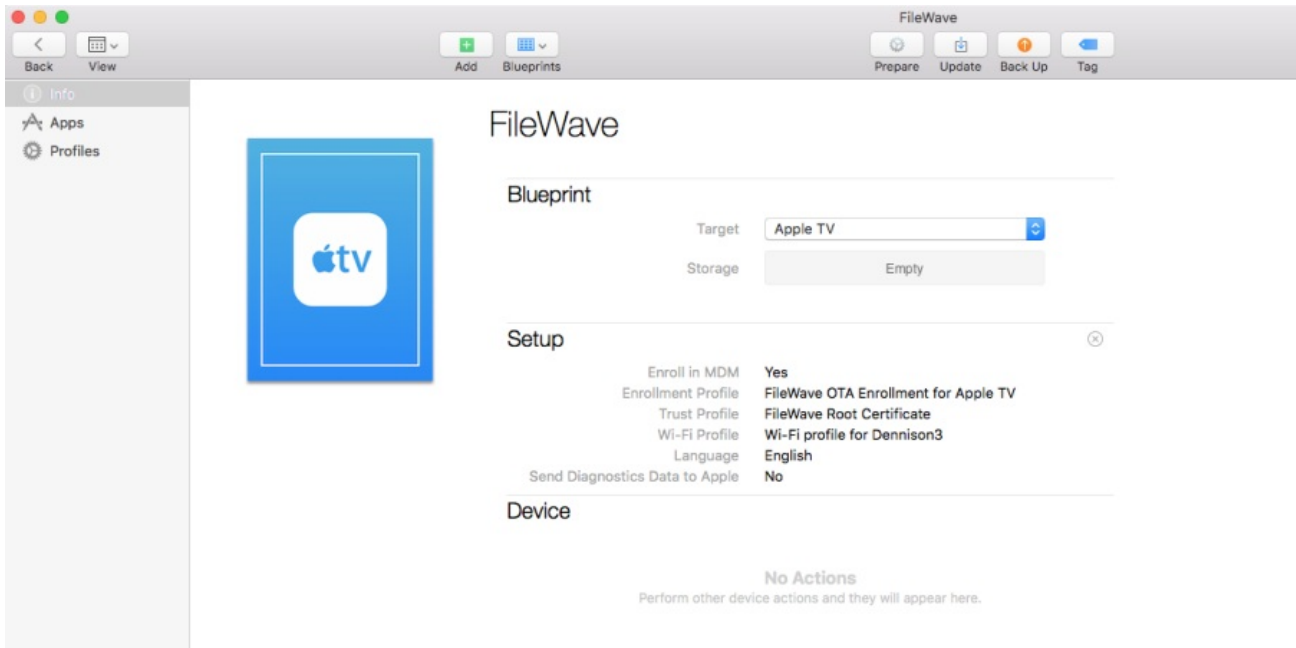 FileWave
Back View Add Blueprints Prepare Update Back Up Tag
Info
Apps
Profiles
tv
FileWave
Blueprint
Target Apple TV
Storage Empty
Setup
Enroll in MDM Yes
Enrollment Profile FileWave OTA Enrollment for Apple TV
Trust Profile FileWave Root Certificate
Wi-Fi Profile Wi-Fi profile for Dennison3
Language English
Send Diagnostics Data to Apple No
Device
No Actions
Perform other device actions and they will appear here.